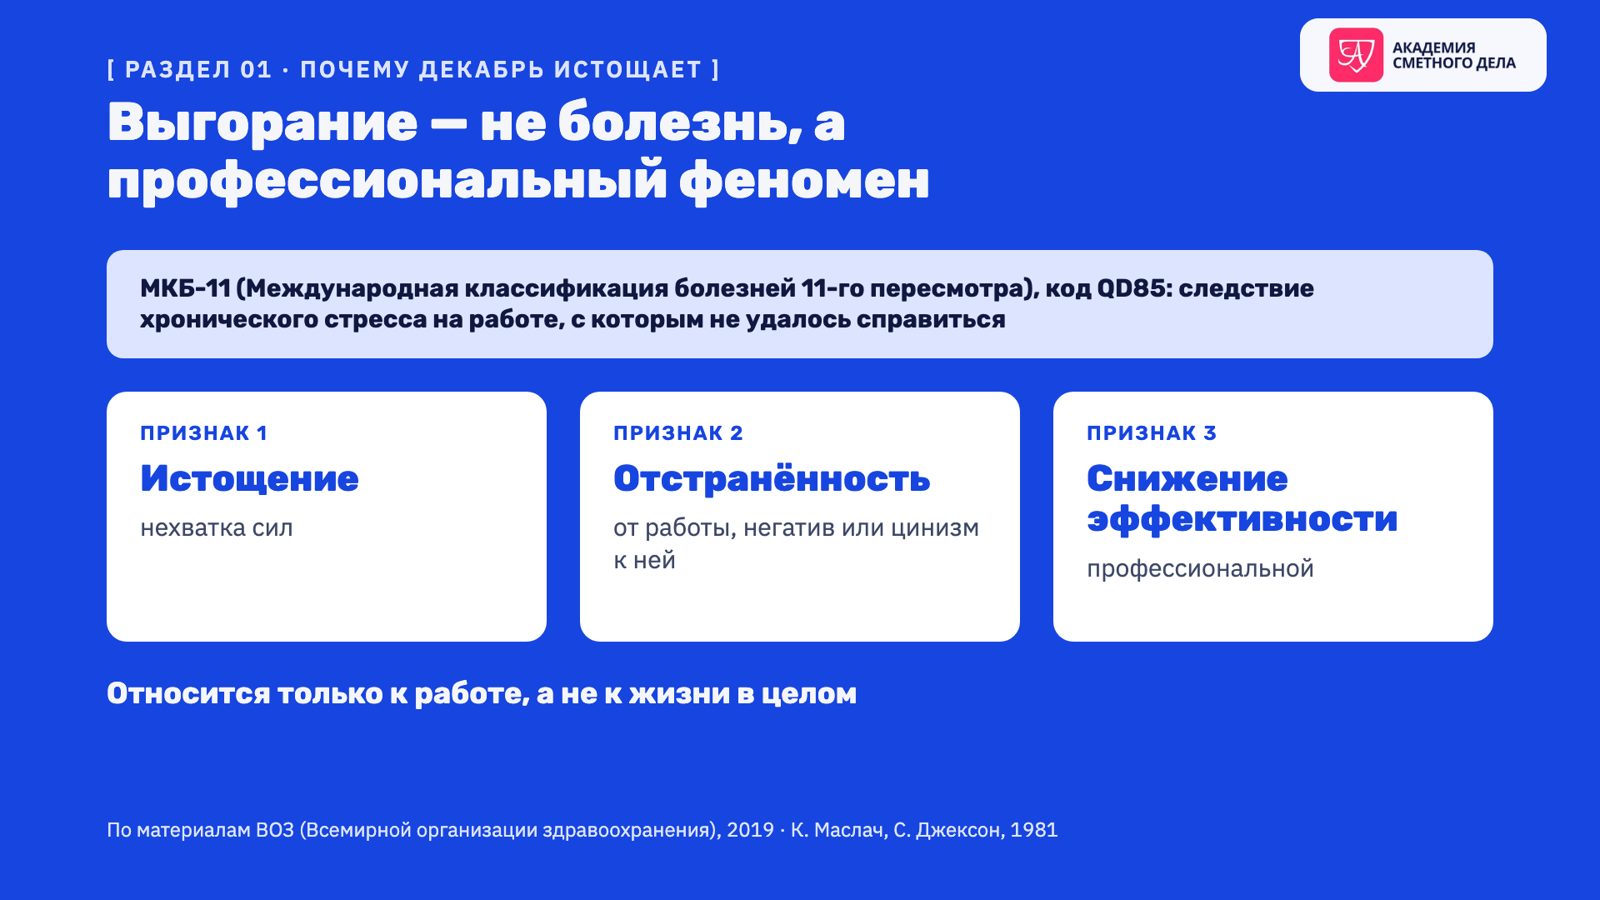 [ РАЗДЕЛ 01 · ПОЧЕМУ ДЕКАБРЬ ИСТОЩАЕТ ]
АКАДЕМИЯ
СМЕТНОГО ДЕЛА
Выгорание — не болезнь, а
профессиональный феномен
МКБ-11 (Международная классификация болезней 11-го пересмотра), код QD85: следствие
хронического стресса на работе, с которым не удалось справиться
ПРИЗНАК 1
Истощение
нехватка сил
ПРИЗНАК 2
Отстранённость
от работы, негатив или цинизм
к ней
ПРИЗНАК 3
Снижение
эффективности
профессиональной
Относится только к работе, а не к жизни в целом
По материалам ВОЗ (Всемирной организации здравоохранения), 2019 · К. Маслач, С. Джексон, 1981